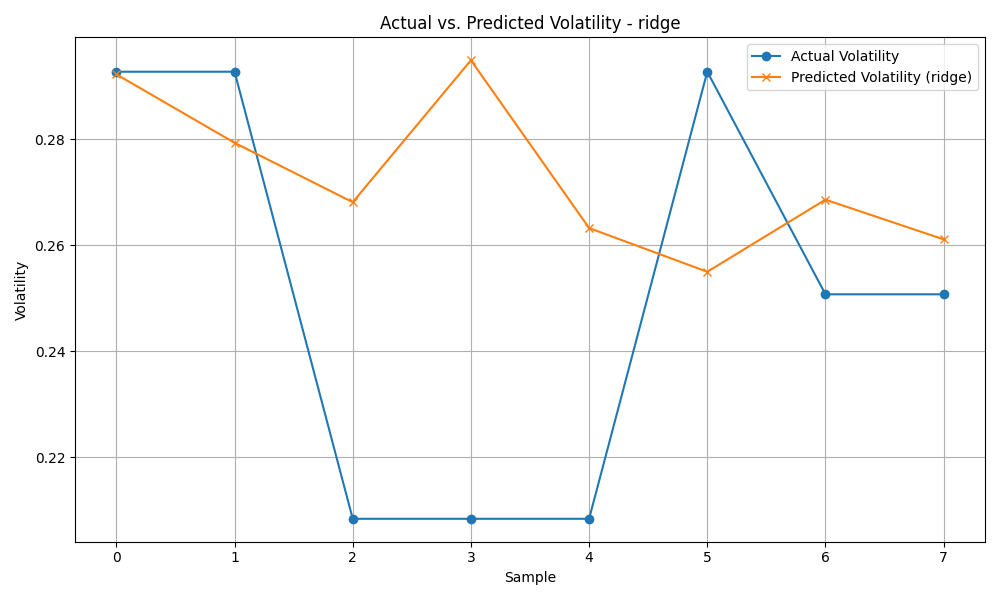 Actual vs. Predicted Volatility - ridge
Actual Volatility
Predicted Volatility (ridge)
Volatility
0.28
0.26
0.24
0.22
0 1 2 3 4 5 6 7
Sample